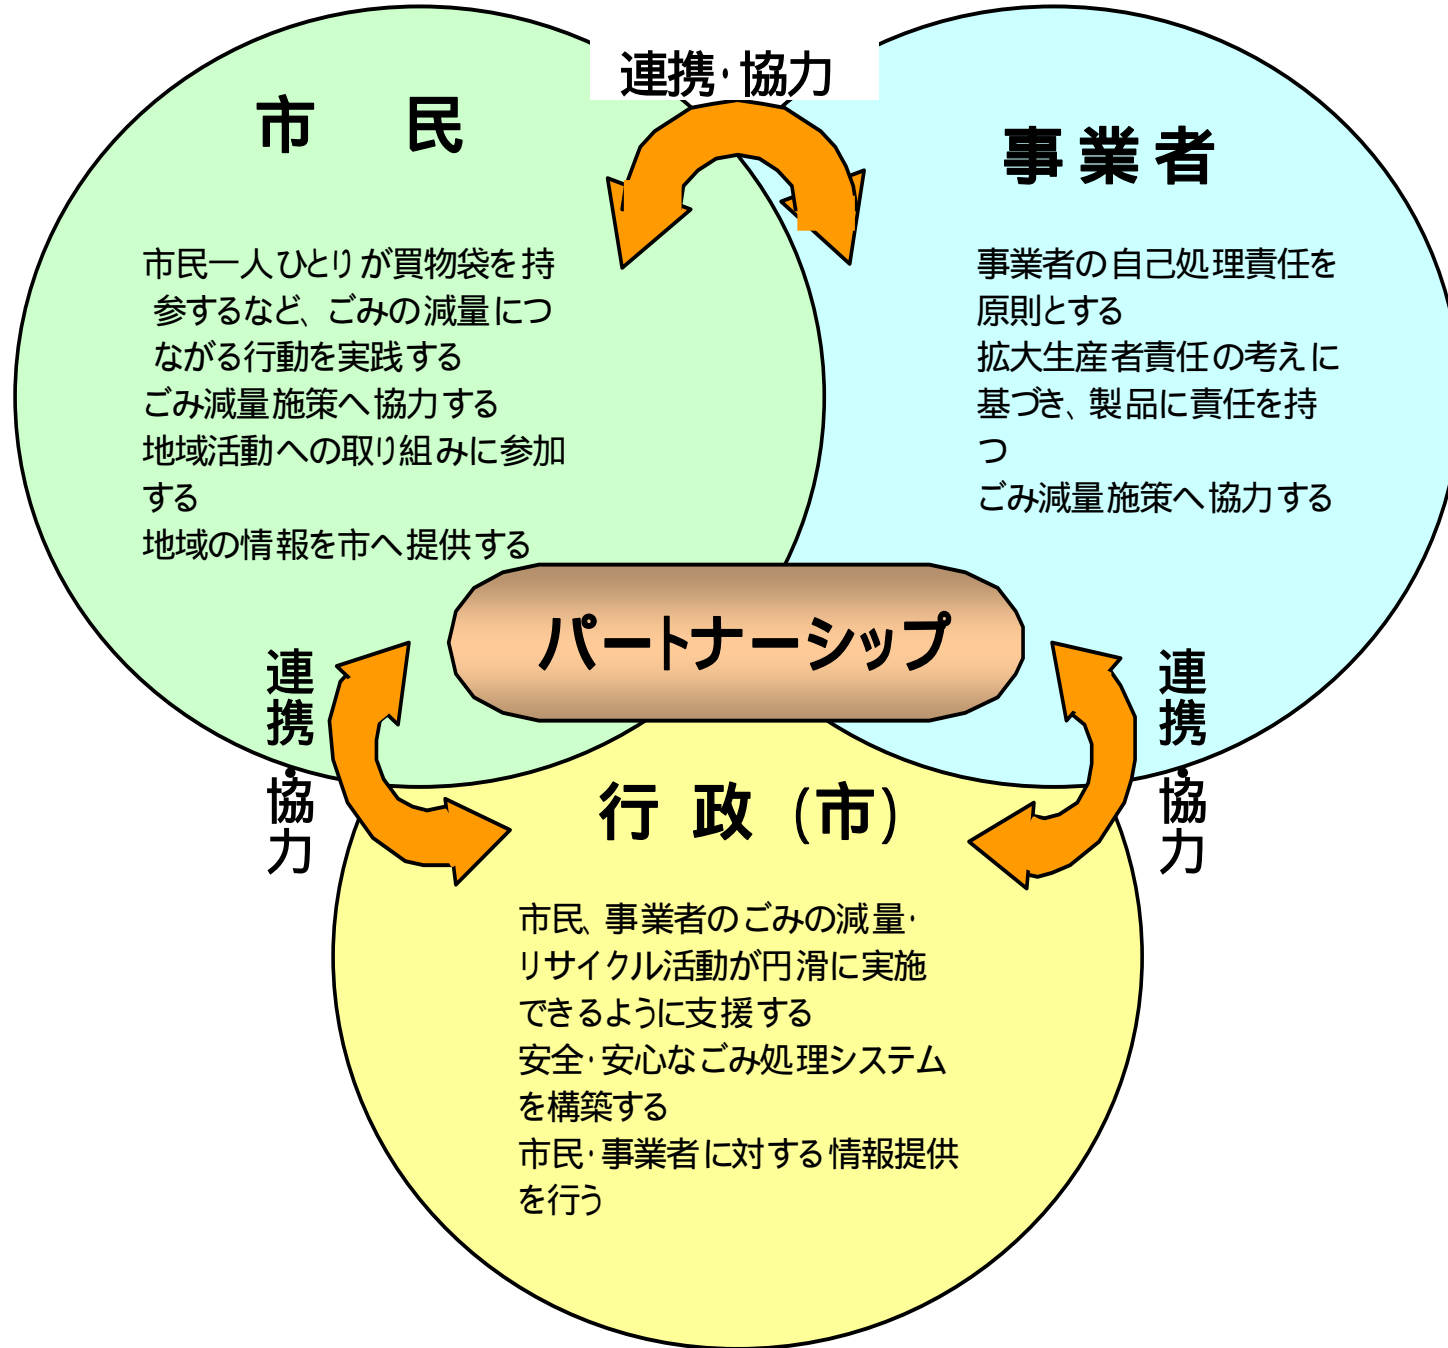 連携・協力
市　民
市民一人ひとりが買物袋を持
参するなど、ごみの減量につ
ながる行動を実践する
ごみ減量施策へ協力する
地域活動への取り組みに参加
する
地域の情報を市へ提供する
事業者
事業者の自己処理責任を
原則とする
拡大生産者責任の考えに
基づき、製品に責任を持
つ
ごみ減量施策へ協力する
パートナーシップ
連携・協力
連携・協力
行政（市）
市民、事業者のごみの減量・
リサイクル活動が円滑に実施
できるように支援する
安全・安心なごみ処理システム
を構築する
市民・事業者に対する情報提供
を行う